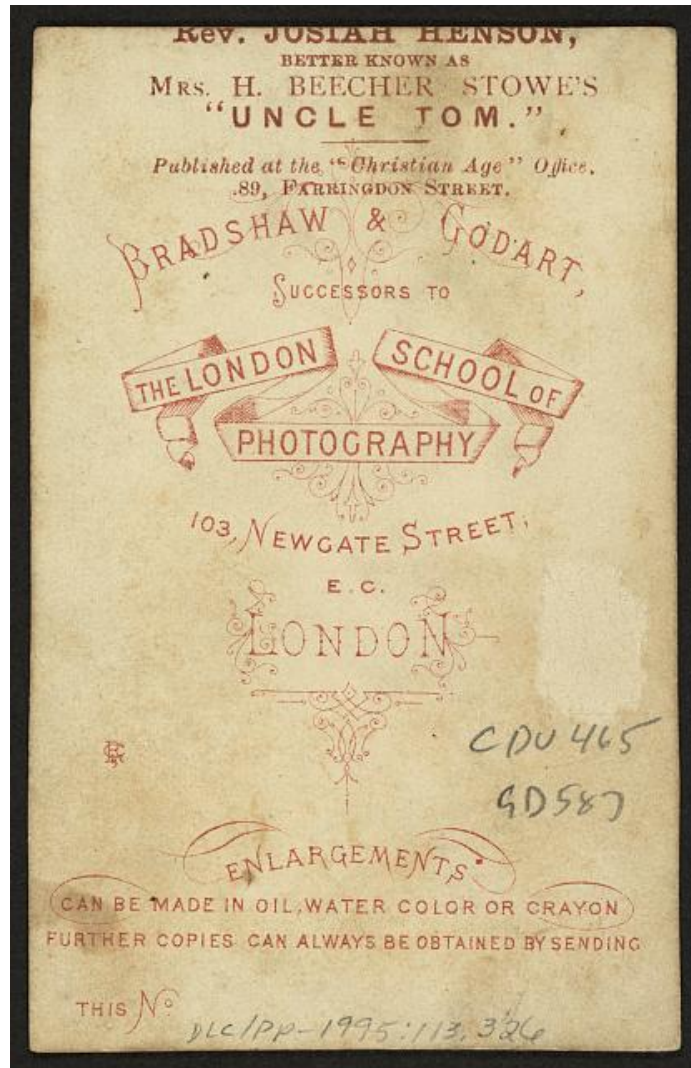 Rev. JOSIAH HENSON,
BETTER KNOWN AS
MRS. H. BEECHER STOWE'S
"UNCLE TOM."
Published at the "Christian Age" Office.
89, FARRINGDON STREET.
BRADSHAW & GODART,
SUCCESSORS TO
THE LONDON SCHOOL OF
PHOTOGRAPHY
103, NEWGATE STREET,
E.C.
LONDON
CDV 465
GD587
ENLARGEMENTS
CAN BE MADE IN OIL, WATER COLOR OR CRAYON
FURTHER COPIES CAN ALWAYS BE OBTAINED BY SENDING
THIS No
DLC/PP-1995:113.326